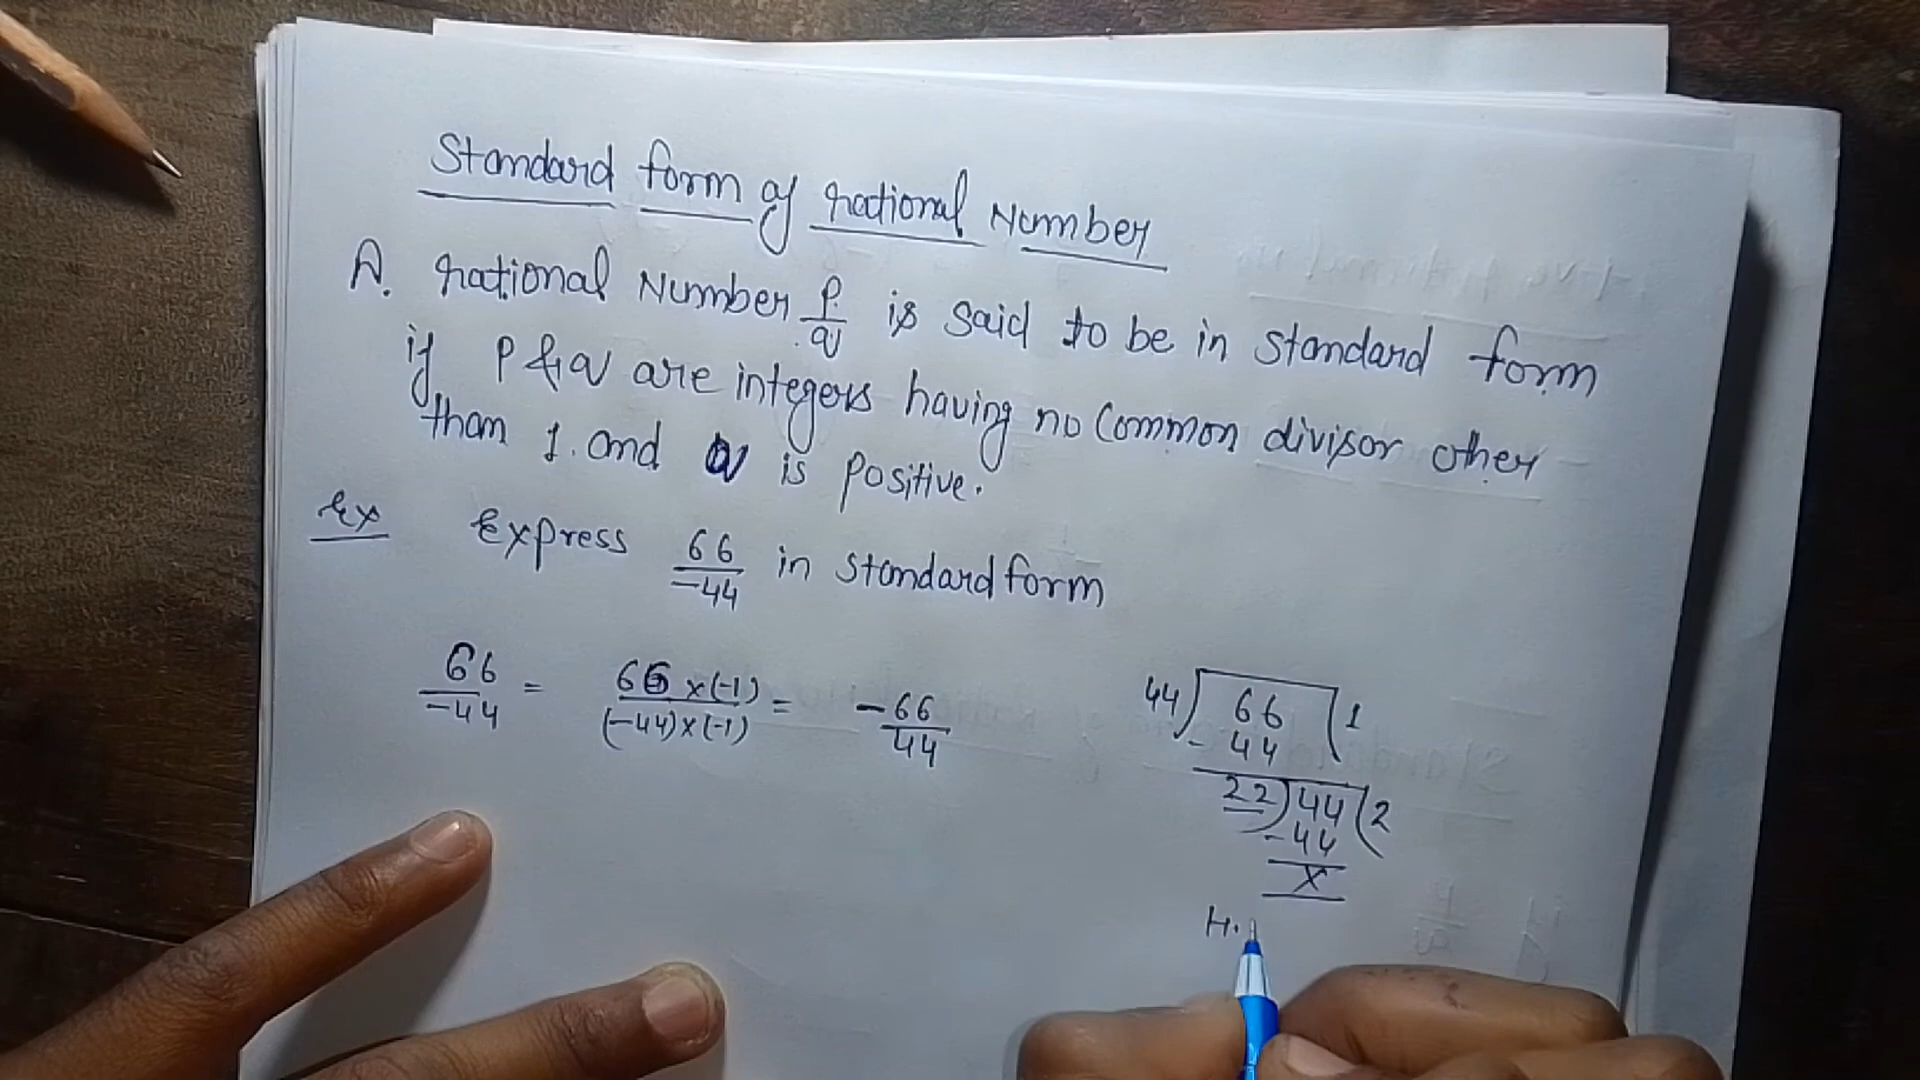 Standard form of rational Number
A. rational Number P/q is said to be in standard form
if P & q are integers having no common divisor other
than 1. and q is positive.
Ex Express 66/-44 in standard form
66/-44 = 66×(-1)/(-44)×(-1) = -66/44
44) 66 (1
- 44
22) 44 (2
- 44
×
H.